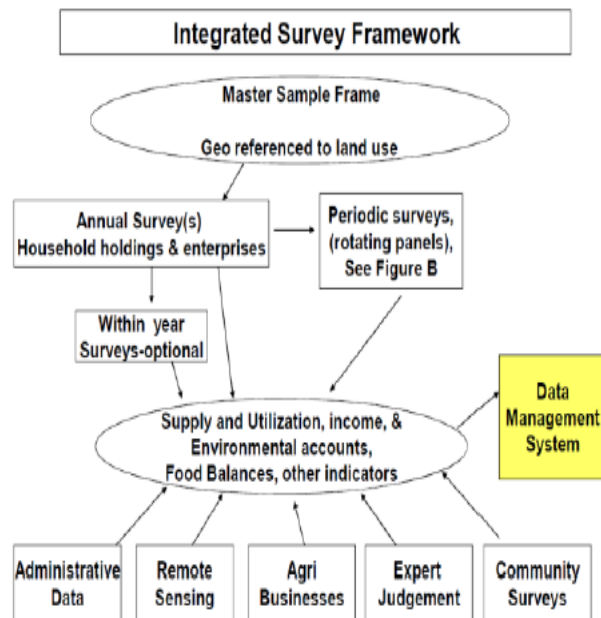 Integrated Survey Framework
Master Sample Frame
Geo referenced to land use
Annual Survey(s)
Household holdings & enterprises
Periodic surveys,
(rotating panels),
See Figure B
Within year
Surveys-optional
Supply and Utilization, income, &
Environmental accounts,
Food Balances, other indicators
Data
Management
System
Administrative
Data
Remote
Sensing
Agri
Businesses
Expert
Judgement
Community
Surveys